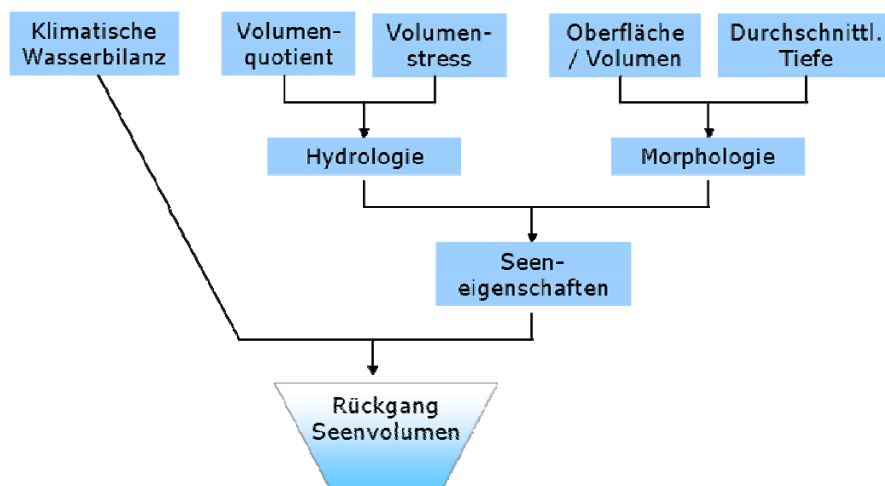 Klimatische
Wasserbilanz
Volumen-
quotient
Volumen-
stress
Oberfläche
/ Volumen
Durchschnittl.
Tiefe
Hydrologie
Morphologie
Seen-
eigenschaften
Rückgang
Seenvolumen